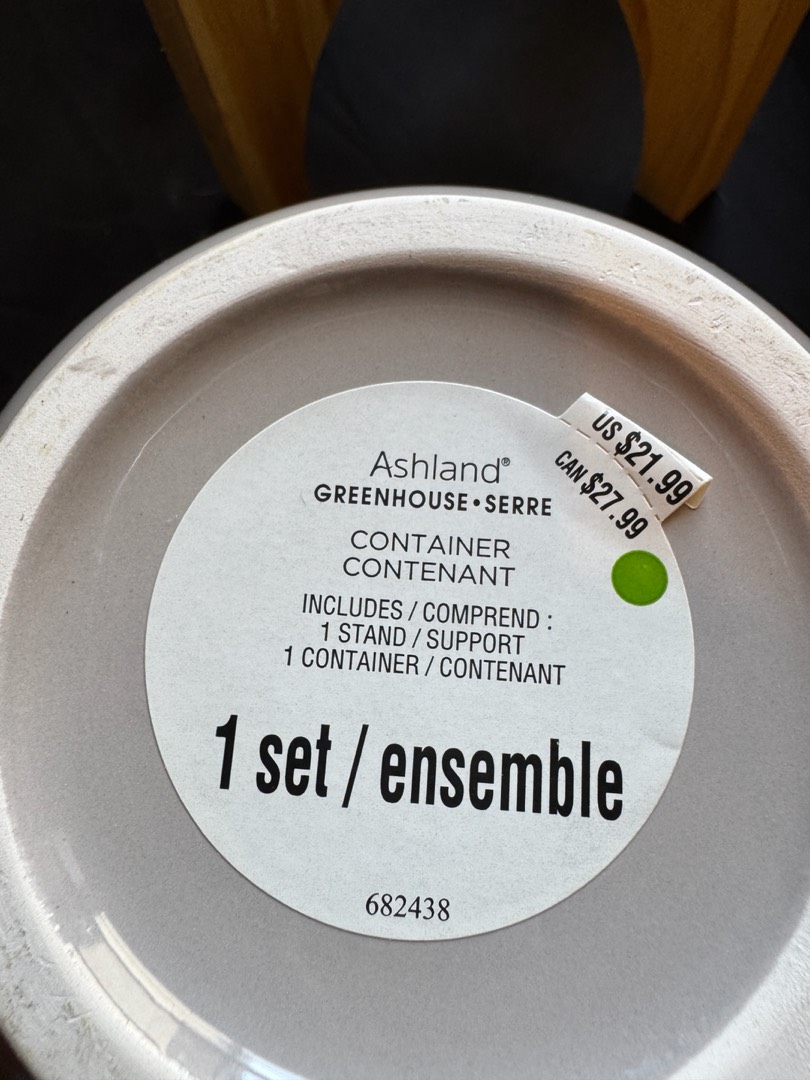 Ashland®
GREENHOUSE•SERRE
US $21.99
CAN $27.99
CONTAINER
CONTENANT
INCLUDES / COMPREND :
1 STAND / SUPPORT
1 CONTAINER / CONTENANT
1 set / ensemble
682438